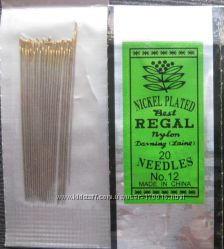 NICKEL PLATED
Best
REGAL
Nylon
Darning (Laine)
20
NEEDLES
No. 12
MADE IN CHINA